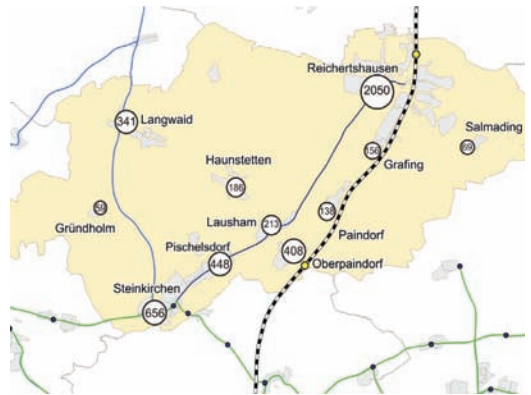 Reichertshausen
2050
341
Langwaid
Salmading
69
156
Grafing
Haunstetten
186
Gründholm
Lausham
213
138
Paindorf
Pischelsdorf
448
408
Oberpaindorf
Steinkirchen
656